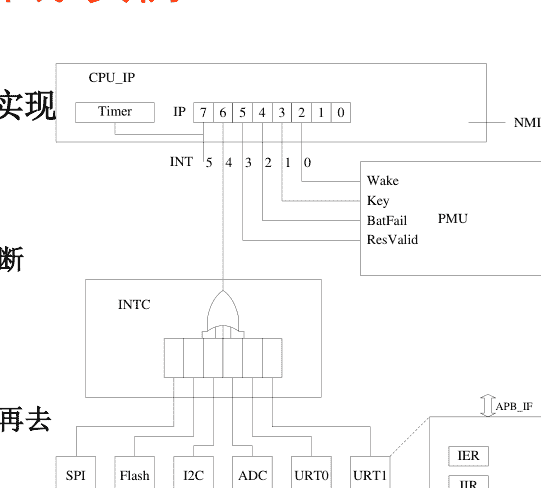 实现
CPU_IP
Timer
IP 7 6 5 4 3 2 1 0
NMI
INT 5 4 3 2 1 0
Wake
Key
BatFail
ResValid
PMU
断
INTC
再去
APB_IF
SPI Flash I2C ADC URT0 URT1
IER
IIR